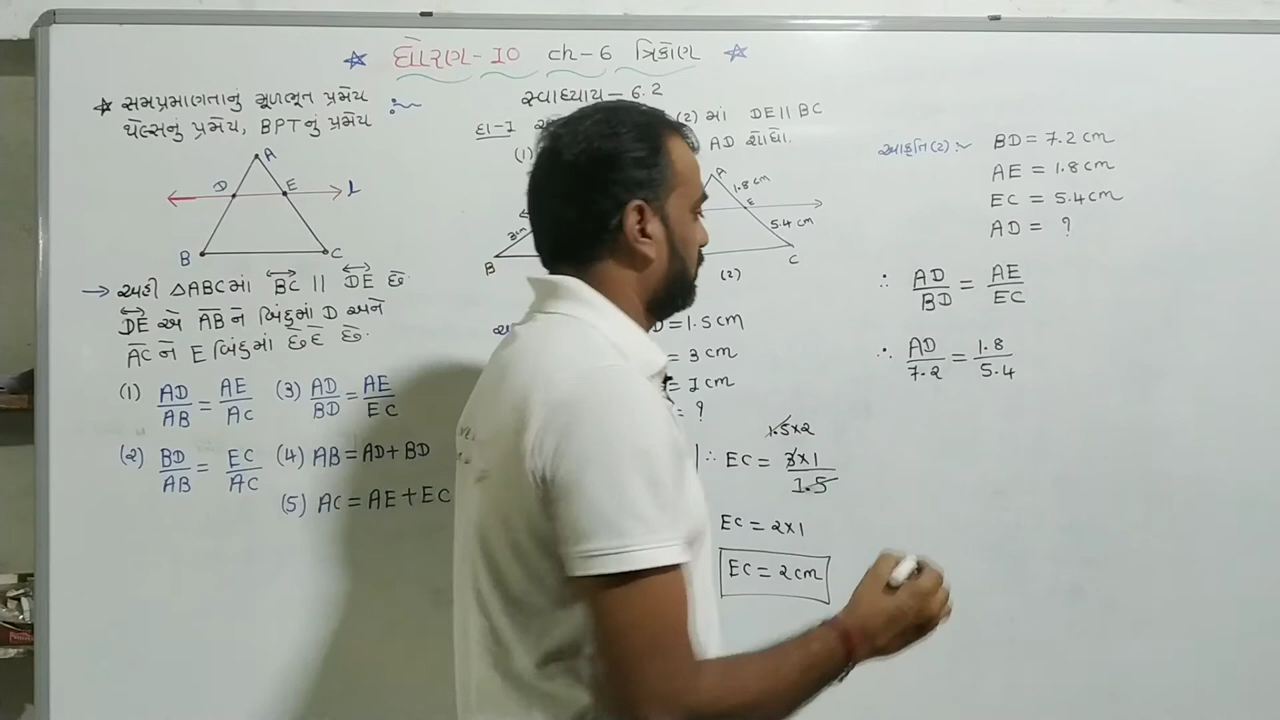 ધોરણ-10 ch-6 ત્રિકોણ
સમપ્રમાણતાનું મૂળભૂત પ્રમેય
થેલ્સનું પ્રમેય, BPTનું પ્રમેય
A
D E l
B C
→ અહીં △ABCમાં BC || DE છે
DE એ AB ને બિંદુમાં D અને
AC ને E બિંદુમાં છેદે છે.
(1) AD/AB = AE/AC (3) AD/BD = AE/EC
(2) BD/AB = EC/AC (4) AB = AD + BD
(5) AC = AE + EC
સ્વાધ્યાય - 6.2
દા-1 (2) માં DE || BC
AD શોધો.
(1)
A 1.8 cm
E
5.4 cm
B C
(2)
= 1.5 cm
= 3 cm
= 1 cm
= ?
1.5×2
∴ EC = 3×1/1.5
EC = 2×1
EC = 2 cm
આકૃતિ (2) :- BD = 7.2 cm
AE = 1.8 cm
EC = 5.4 cm
AD = ?
∴ AD/BD = AE/EC
∴ AD/7.2 = 1.8/5.4